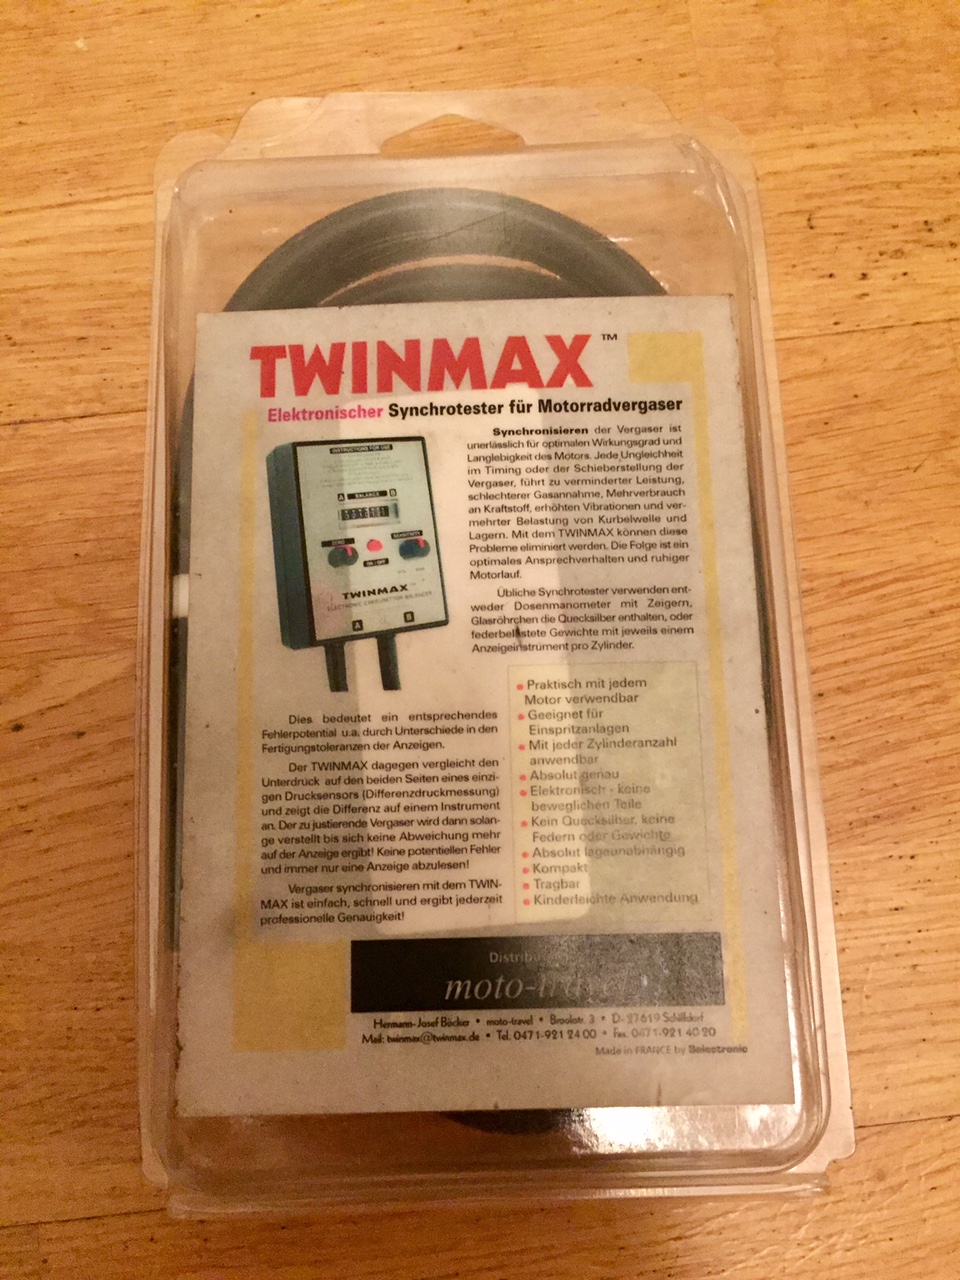 TWINMAX™
Elektronischer Synchrotester für Motorradvergaser
Synchronisieren der Vergaser ist
unerlässlich für optimalen Wirkungsgrad und
Langlebigkeit des Motors. Jede Ungleichheit
im Timing oder der Schieberstellung der
Vergaser, führt zu verminderter Leistung,
schlechterer Gasannahme, Mehrverbrauch
an Kraftstoff, erhöhten Vibrationen und ver-
mehrter Belastung von Kurbelwelle und
Lagern. Mit dem TWINMAX können diese
Probleme eliminiert werden. Die Folge ist ein
optimales Ansprechverhalten und ruhiger
Motorlauf.
Übliche Synchrotester verwenden ent-
weder Dosenmanometer mit Zeigern,
Glasröhrchen die Quecksilber enthalten, oder
federbelastete Gewichte mit jeweils einem
Anzeigeinstrument pro Zylinder.
INSTRUCTIONS FOR USE
A BALANCE B
ZERO
SENSITIVITY
ON / OFF
TWINMAX
ELECTRONIC CARBURETTOR BALANCER
A B
Dies bedeutet ein entsprechendes
Fehlerpotential u.a. durch Unterschiede in den
Fertigungstoleranzen der Anzeigen.
Der TWINMAX dagegen vergleicht den
Unterdruck auf den beiden Seiten eines einzi-
gen Drucksensors (Differenzdruckmessung)
und zeigt die Differenz auf einem Instrument
an. Der zu justierende Vergaser wird dann solan-
ge verstellt bis sich keine Abweichung mehr
auf der Anzeige ergibt! Keine potentiellen Fehler
und immer nur eine Anzeige abzulesen!
Vergaser synchronisieren mit dem TWIN-
MAX ist einfach, schnell und ergibt jederzeit
professionelle Genauigkeit!
• Praktisch mit jedem
Motor verwendbar
• Geeignet für
Einspritzanlagen
• Mit jeder Zylinderanzahl
anwendbar
• Absolut genau
• Elektronisch - keine
beweglichen Teile
• Kein Quecksilber, keine
Federn oder Gewichte
• Absolut lageunabhängig
• Kompakt
• Tragbar
• Kinderleichte Anwendung
moto-travel
Hermann-Josef Böcker • moto-travel • Brookstr. 3 • D- 27619 Schiffdorf
Mail: twinmax@twinmax.de • Tel. 0471-921 24 00 • Fax. 0471-921 40 20
Made in FRANCE by Selectronic